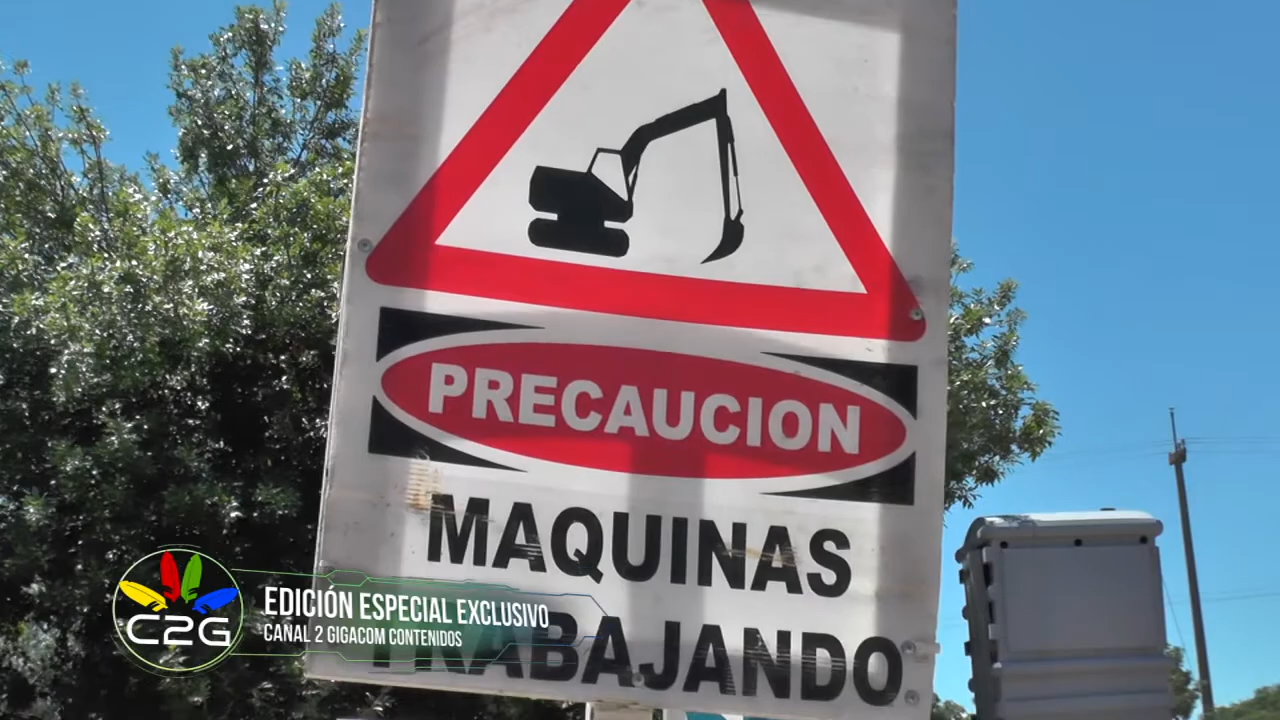 PRECAUCION
MAQUINAS
TRABAJANDO
C2G
EDICIÓN ESPECIAL EXCLUSIVO
CANAL 2 GIGACOM CONTENIDOS